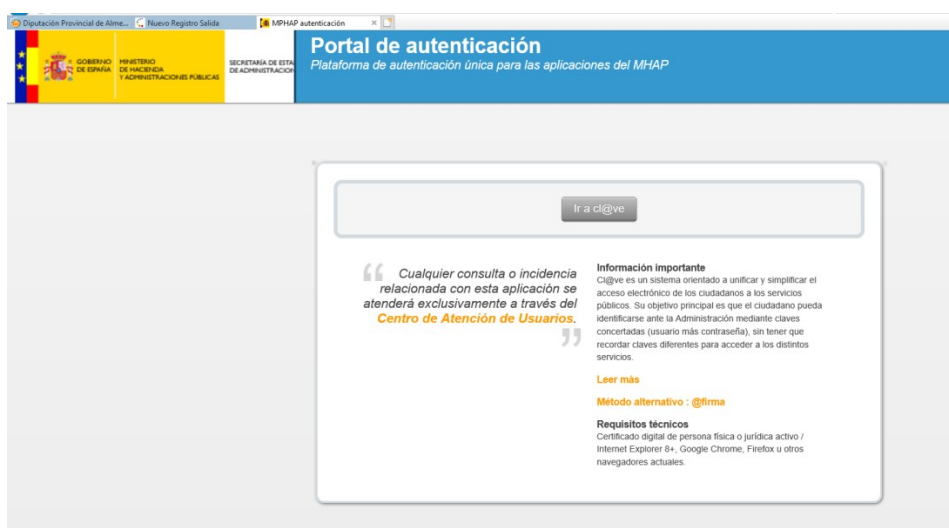 Diputación Provincial de Alme...
Nuevo Registro Salida
MPHAP autenticación
GOBIERNO
DE ESPAÑA
MINISTERIO
DE HACIENDA
Y ADMINISTRACIONES PÚBLICAS
SECRETARÍA DE ESTA
DE ADMINISTRACION
Portal de autenticación
Plataforma de autenticación única para las aplicaciones del MHAP
Ir a cl@ve
“ Cualquier consulta o incidencia
relacionada con esta aplicación se
atenderá exclusivamente a través del
Centro de Atención de Usuarios.
”
Información importante
Cl@ve es un sistema orientado a unificar y simplificar el
acceso electrónico de los ciudadanos a los servicios
públicos. Su objetivo principal es que el ciudadano pueda
identificarse ante la Administración mediante claves
concertadas (usuario más contraseña), sin tener que
recordar claves diferentes para acceder a los distintos
servicios.
Leer más
Método alternativo : @firma
Requisitos técnicos
Certificado digital de persona física o jurídica activo /
Internet Explorer 8+, Google Chrome, Firefox u otros
navegadores actuales.